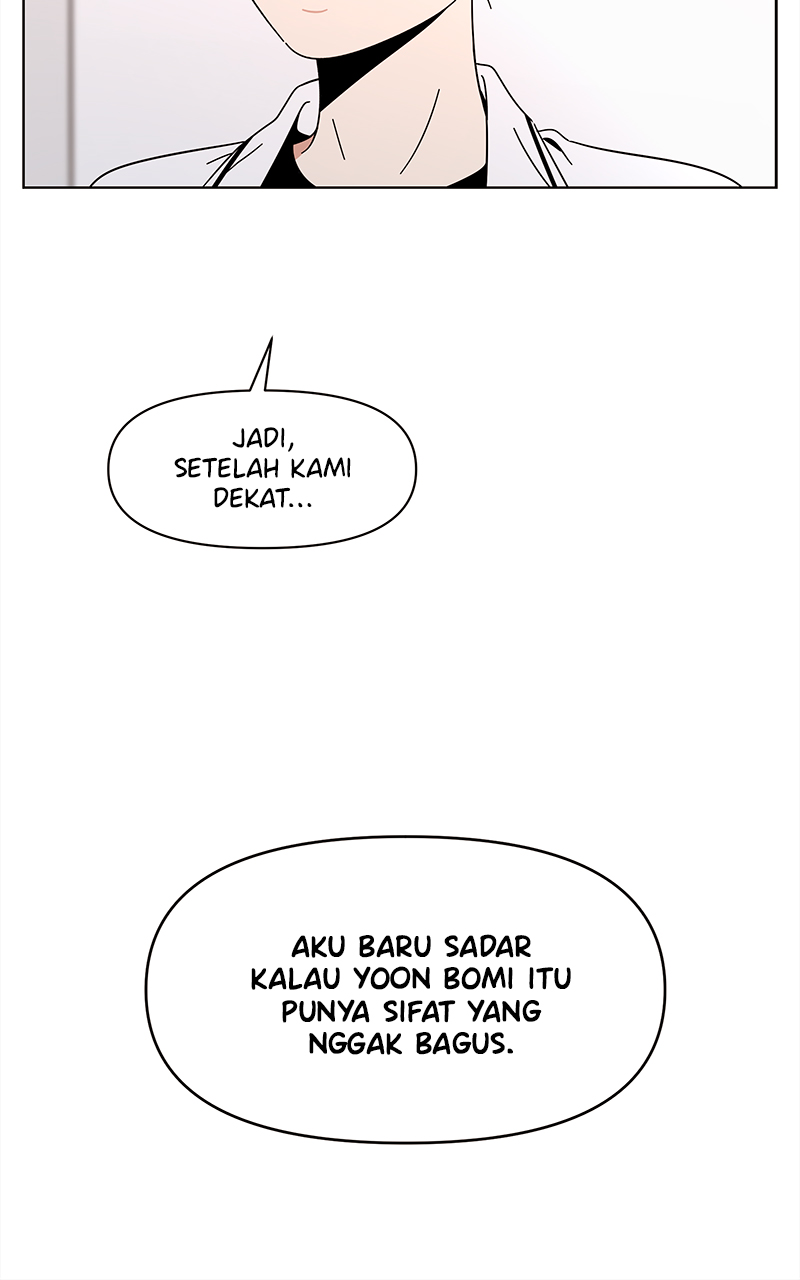 JADI,
SETELAH KAMI
DEKAT...
AKU BARU SADAR
KALAU YOON BOMI ITU
PUNYA SIFAT YANG
NGGAK BAGUS.